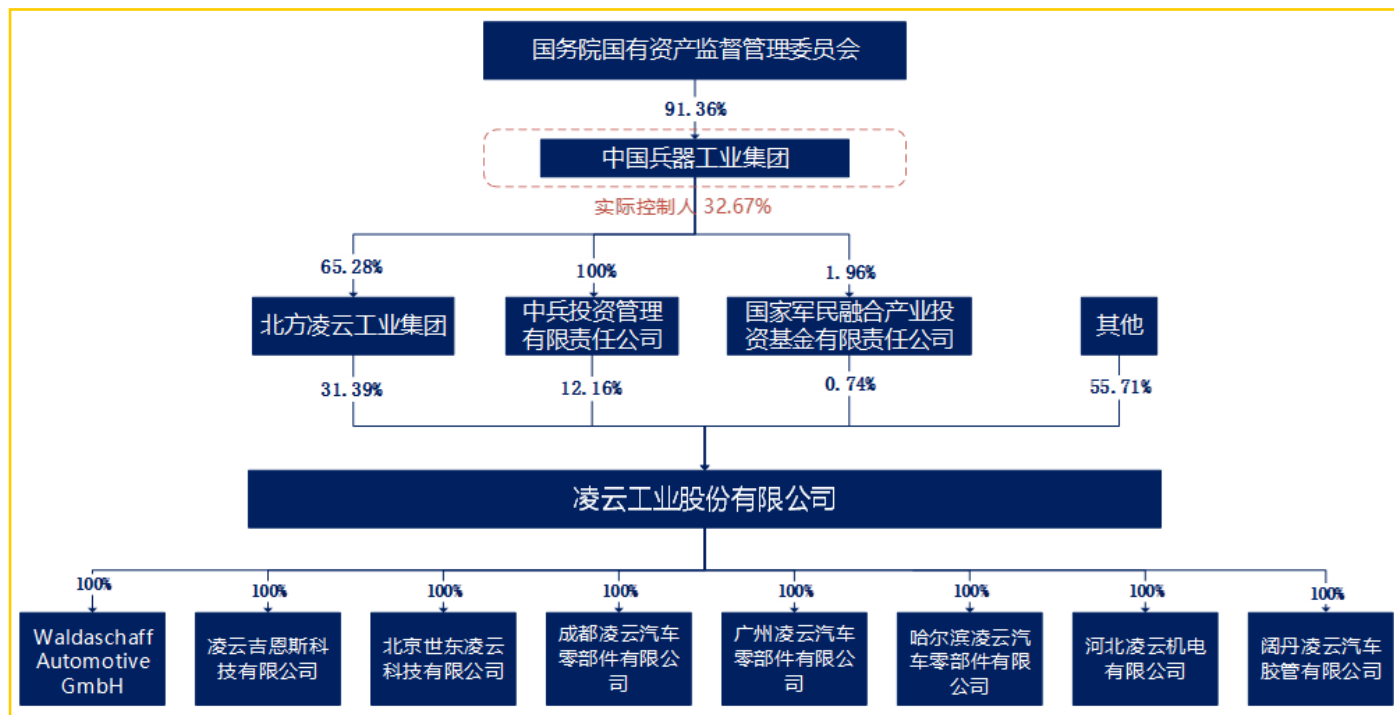 国务院国有资产监督管理委员会
91.36%
中国兵器工业集团
实际控制人 32.67%
65.28%
100%
1.96%
北方凌云工业集团
中兵投资管理
有限责任公司
国家军民融合产业投
资基金有限责任公司
其他
31.39%
12.16%
0.74%
55.71%
凌云工业股份有限公司
100%
100%
100%
100%
100%
100%
100%
100%
Waldaschaff
Automotive
GmbH
凌云吉恩斯科
技有限公司
北京世东凌云
科技有限公司
成都凌云汽车
零部件有限公
司
广州凌云汽车
零部件有限公
司
哈尔滨凌云汽
车零部件有限
公司
河北凌云机电
有限公司
阔丹凌云汽车
胶管有限公司